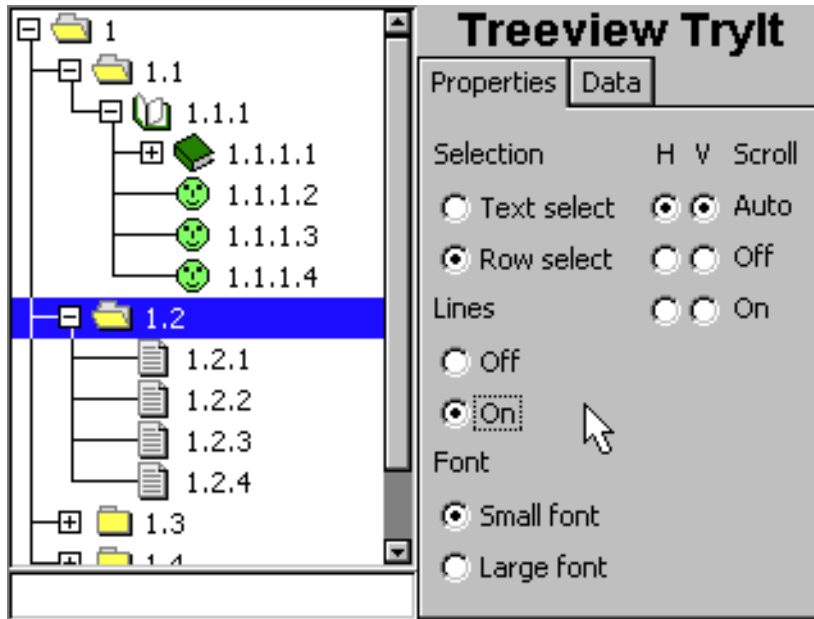 1
1.1
1.1.1
1.1.1.1
1.1.1.2
1.1.1.3
1.1.1.4
1.2
1.2.1
1.2.2
1.2.3
1.2.4
1.3
1.4
Treeview TryIt
Properties Data
Selection H V Scroll
Text select Auto
Row select Off
Lines On
Off
On
Font
Small font
Large font